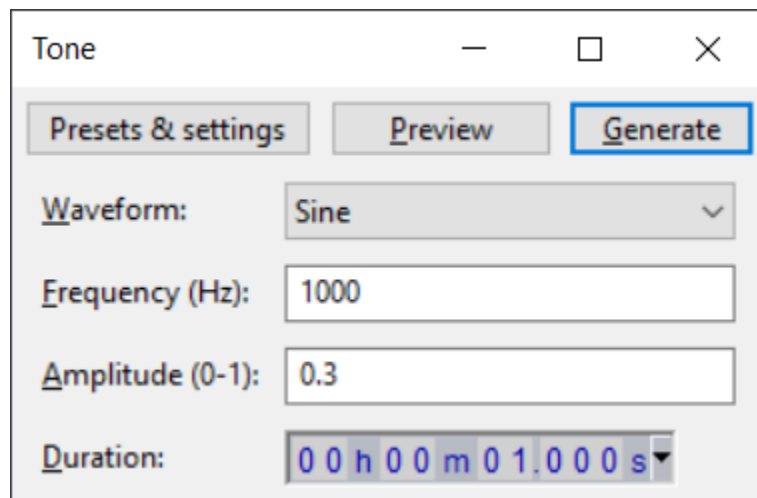 Tone
Presets & settings Preview Generate
Waveform: Sine
Frequency (Hz): 1000
Amplitude (0-1): 0.3
Duration: 00h00m01.000s